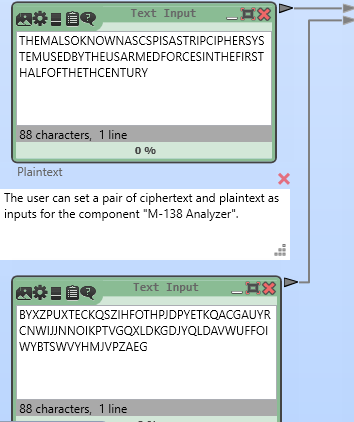 Text Input
THEMALSOKNOWNASCSPISASTRIPCIPHERSYS
TEMUSEDBYTHEUSARMEDFORCESINTHEFIRST
HALFOFTHETHCENTURY
88 characters, 1 line
0 %
Plaintext
The user can set a pair of ciphertext and plaintext as
inputs for the component "M-138 Analyzer".
Text Input
BYXZPUXTECKQSZIHFOTHPJDPYETKQACGAUYR
CNWIJJNNOIKPTVGQXLDKGDJYQLDAVWUFFOI
WYBTSWVYHMJVPZAEG
88 characters, 1 line